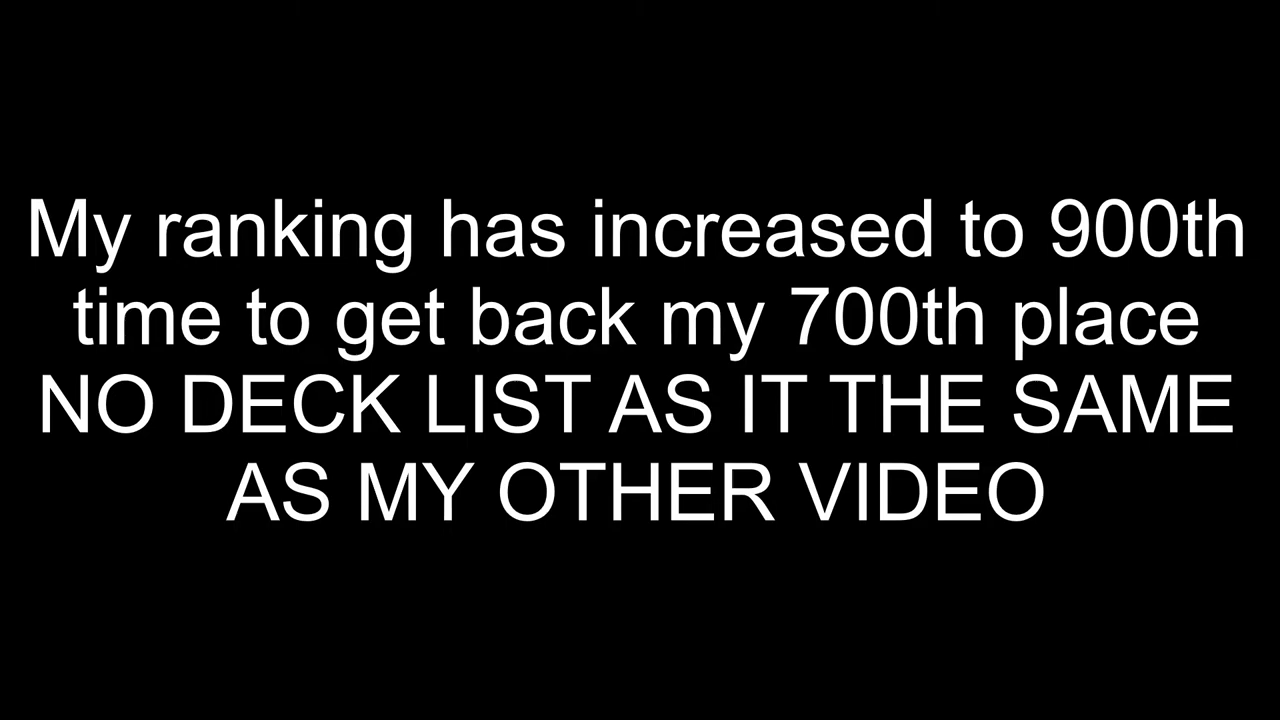 My ranking has increased to 900th
time to get back my 700th place
NO DECK LIST AS IT THE SAME
AS MY OTHER VIDEO